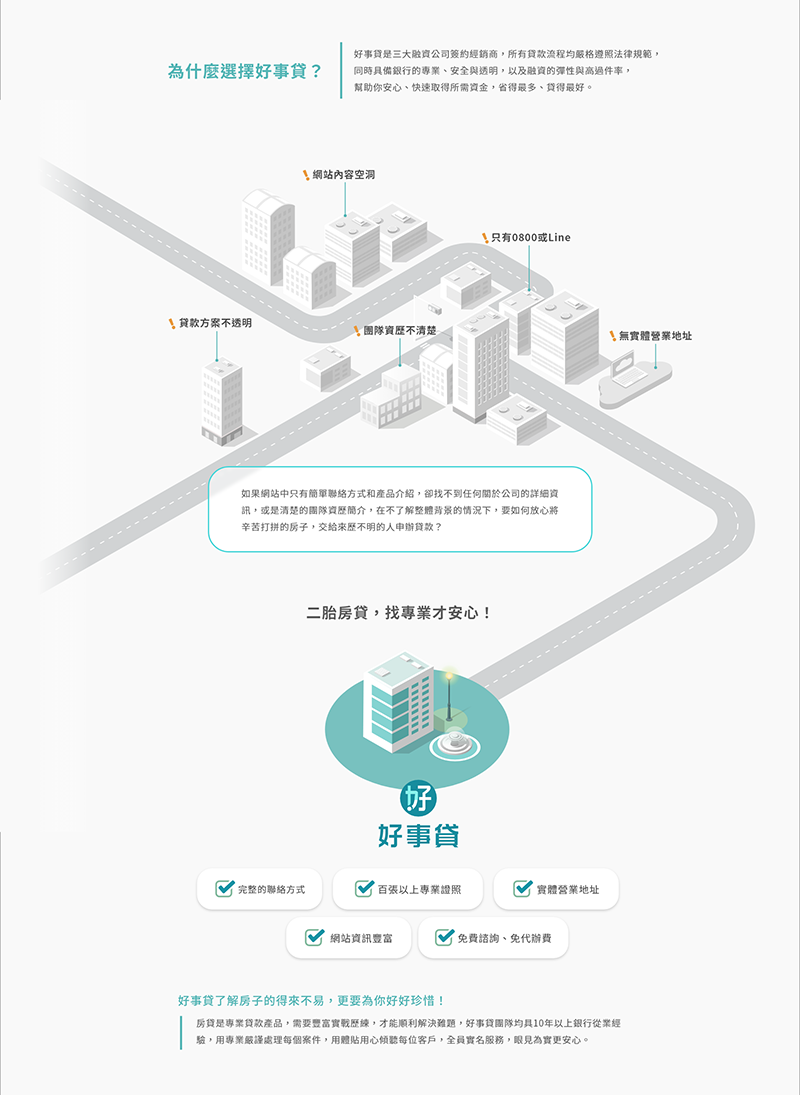 為什麼選擇好事貸？
好事貸是三大融資公司簽約經銷商，所有貸款流程均嚴格遵照法律規範，
同時具備銀行的專業、安全與透明，以及融資的彈性與高過件率，
幫助你安心、快速取得所需資金，省得最多、貸得最好。
網站內容空洞
只有0800或Line
貸款方案不透明
團隊資歷不清楚
無實體營業地址
如果網站中只有簡單聯絡方式和產品介紹，卻找不到任何關於公司的詳細資
訊，或是清楚的團隊資歷簡介，在不了解整體背景的情況下，要如何放心將
辛苦打拼的房子，交給來歷不明的人申辦貸款？
二胎房貸，找專業才安心！
好
好事貸
完整的聯絡方式
百張以上專業證照
實體營業地址
網站資訊豐富
免費諮詢、免代辦費
好事貸了解房子的得來不易，更要為你好好珍惜！
房貸是專業貸款產品，需要豐富實戰歷練，才能順利解決難題，好事貸團隊均具10年以上銀行從業經
驗，用專業嚴謹處理每個案件，用體貼用心傾聽每位客戶，全員實名服務，眼見為實更安心。